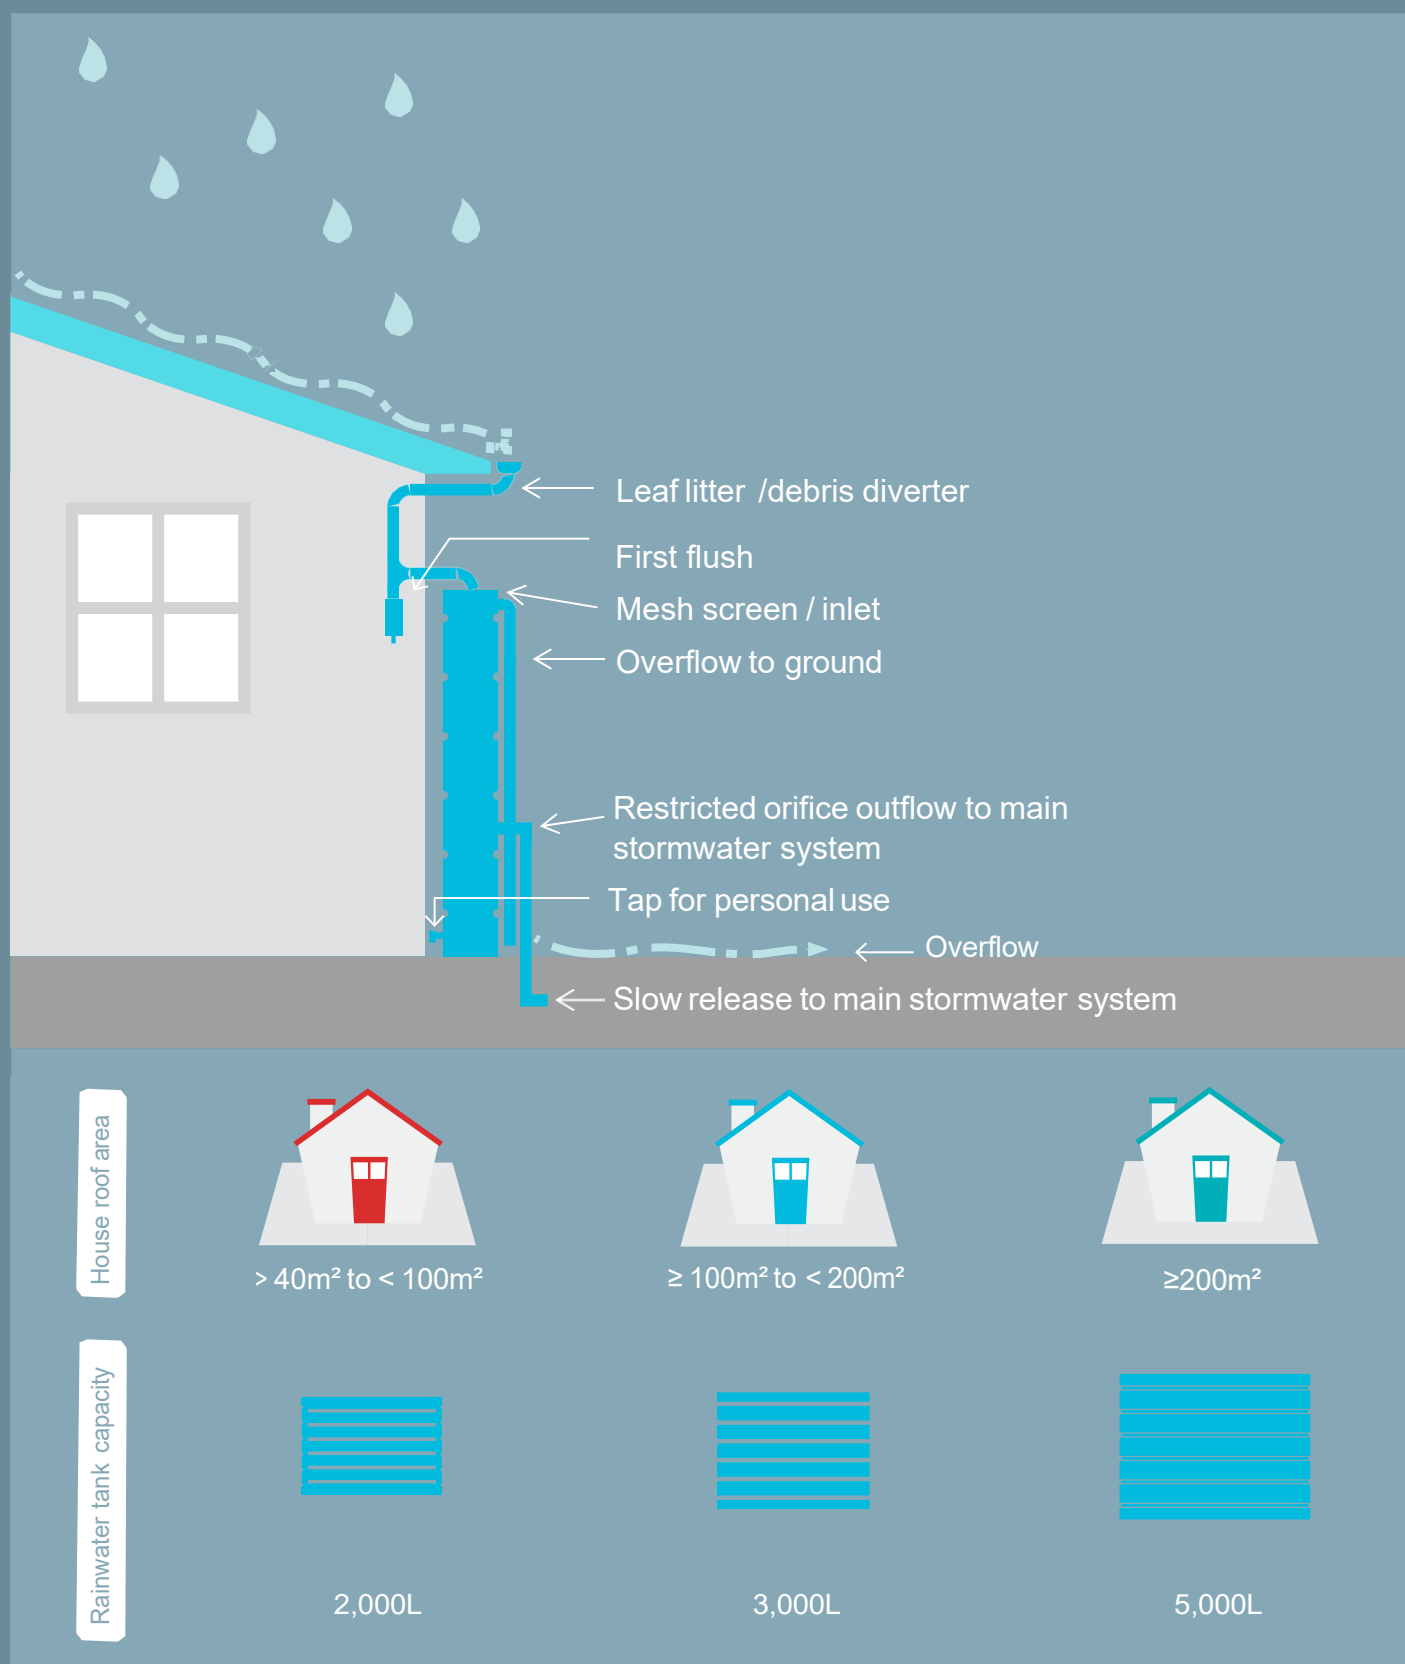 Leaf litter /debris diverter
First flush
Mesh screen / inlet
Overflow to ground
Restricted orifice outflow to main
stormwater system
Tap for personal use
Overflow
Slow release to main stormwater system
House roof area
> 40m² to < 100m²
≥ 100m² to < 200m²
≥200m²
Rainwater tank capacity
2,000L
3,000L
5,000L